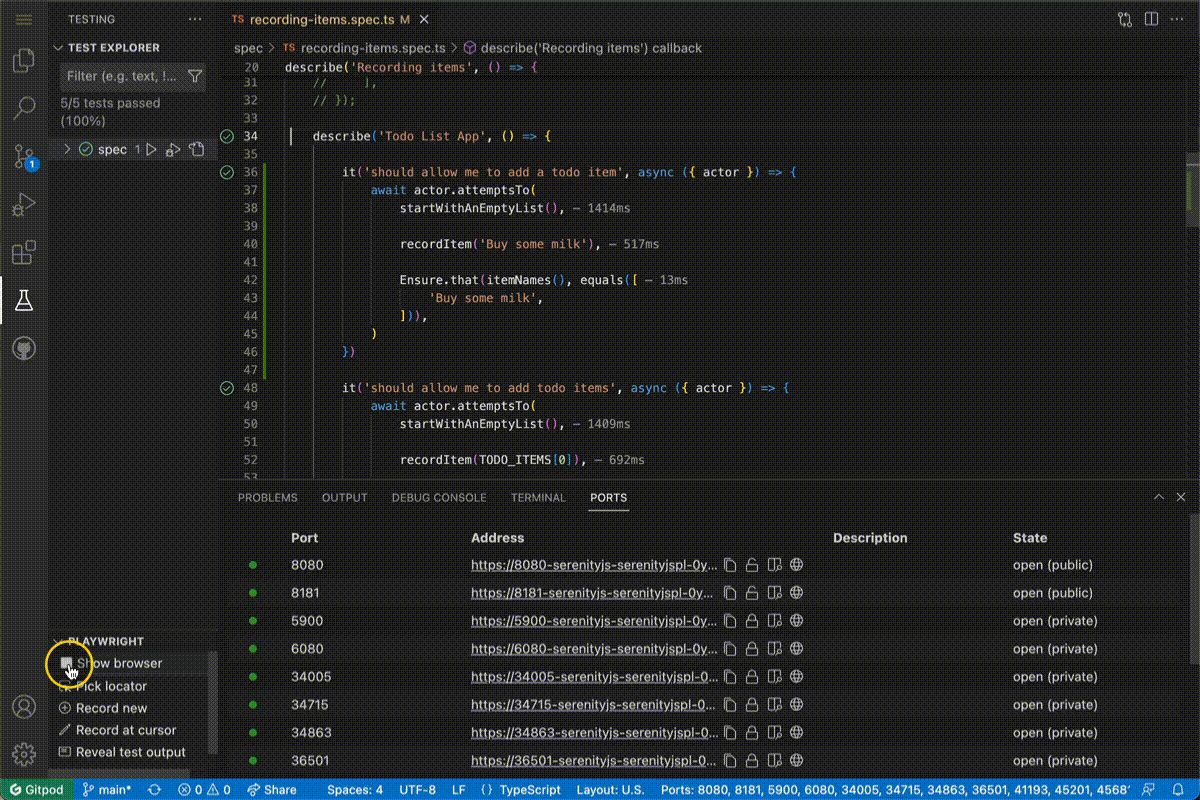 TESTING ···
TEST EXPLORER
Filter (e.g. text, !...
5/5 tests passed
(100%)
spec 1
1
TS recording-items.spec.ts M
spec > TS recording-items.spec.ts > describe('Recording items') callback
20 describe('Recording items', () => {
31 // ],
32 // });
33
34 describe('Todo List App', () => {
35
36 it('should allow me to add a todo item', async ({ actor }) => {
37 await actor.attemptsTo(
38 startWithAnEmptyList(), — 1414ms
39
40 recordItem('Buy some milk'), — 517ms
41
42 Ensure.that(itemNames(), equals([ — 13ms
43 'Buy some milk',
44 ])),
45 )
46 })
47
48 it('should allow me to add todo items', async ({ actor }) => {
49 await actor.attemptsTo(
50 startWithAnEmptyList(), — 1409ms
51
52 recordItem(TODO_ITEMS[0]), — 692ms
53
PROBLEMS OUTPUT DEBUG CONSOLE TERMINAL PORTS
Port Address Description State
8080 https://8080-serenityjs-serenityjspl-0y... open (public)
8181 https://8181-serenityjs-serenityjspl-0y... open (public)
5900 https://5900-serenityjs-serenityjspl-0y... open (private)
6080 https://6080-serenityjs-serenityjspl-0y... open (private)
34005 https://34005-serenityjs-serenityjspl-0... open (private)
34715 https://34715-serenityjs-serenityjspl-0... open (private)
34863 https://34863-serenityjs-serenityjspl-0... open (private)
36501 https://36501-serenityjs-serenityjspl-0... open (private)
PLAYWRIGHT
Show browser
Pick locator
Record new
Record at cursor
Reveal test output
Gitpod main* 0 0 Share Spaces: 4 UTF-8 LF {} TypeScript Layout: U.S. Ports: 8080, 8181, 5900, 6080, 34005, 34715, 34863, 36501, 41193, 45201, 4568